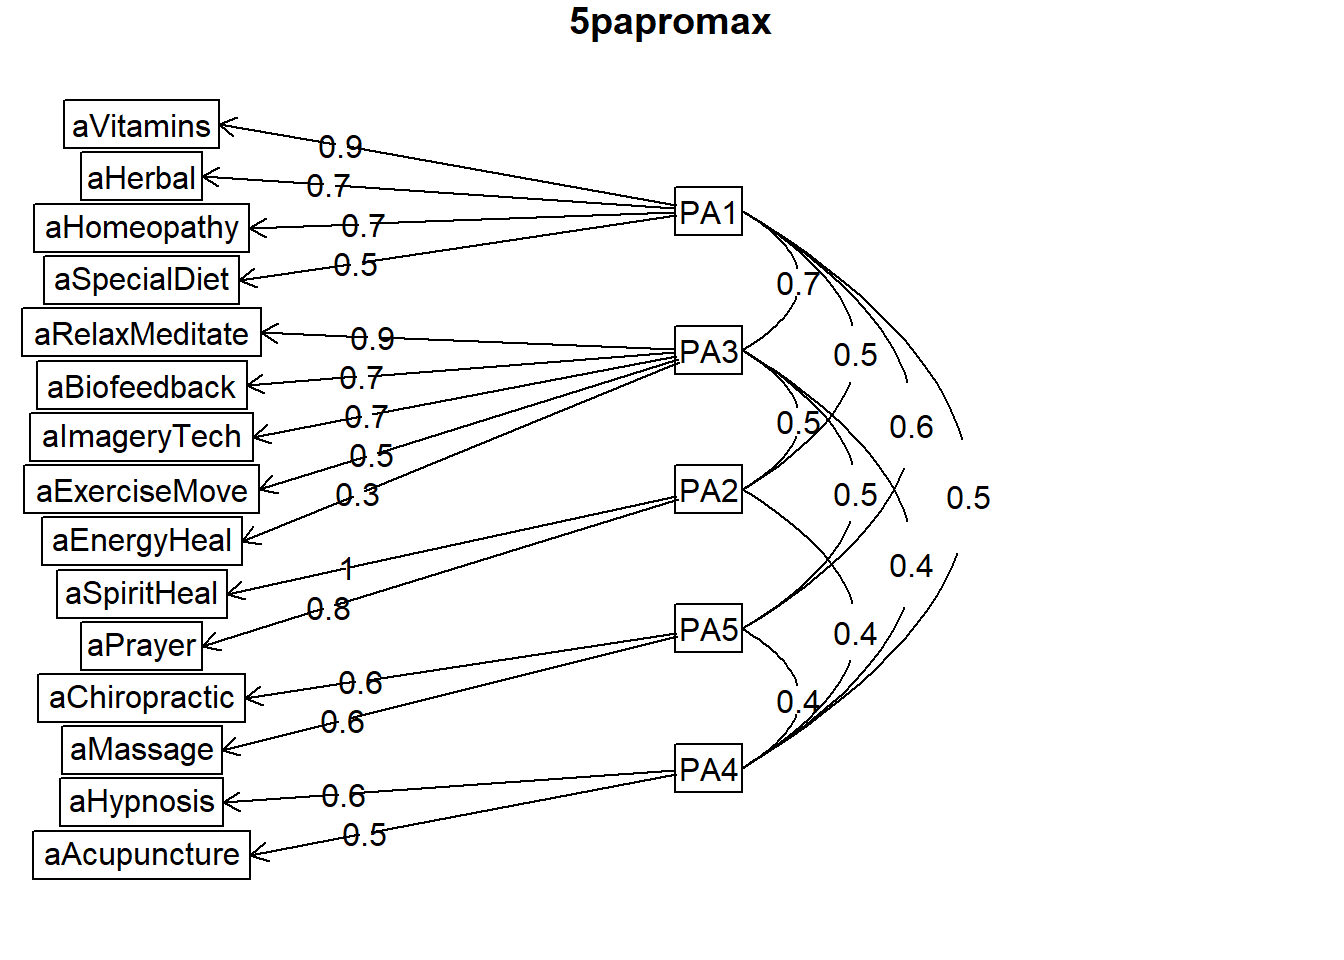 5papromax
aVitamins
aHerbal
aHomeopathy
aSpecialDiet
aRelaxMeditate
aBiofeedback
aImageryTech
aExerciseMove
aEnergyHeal
aSpiritHeal
aPrayer
aChiropractic
aMassage
aHypnosis
aAcupuncture
0.9
0.7
0.7
0.5
0.9
0.7
0.7
0.5
0.3
1
0.8
0.6
0.6
0.6
0.5
PA1
PA3
PA2
PA5
PA4
0.7
0.5
0.5
0.6
0.5
0.5
0.4
0.4
0.4
0.5